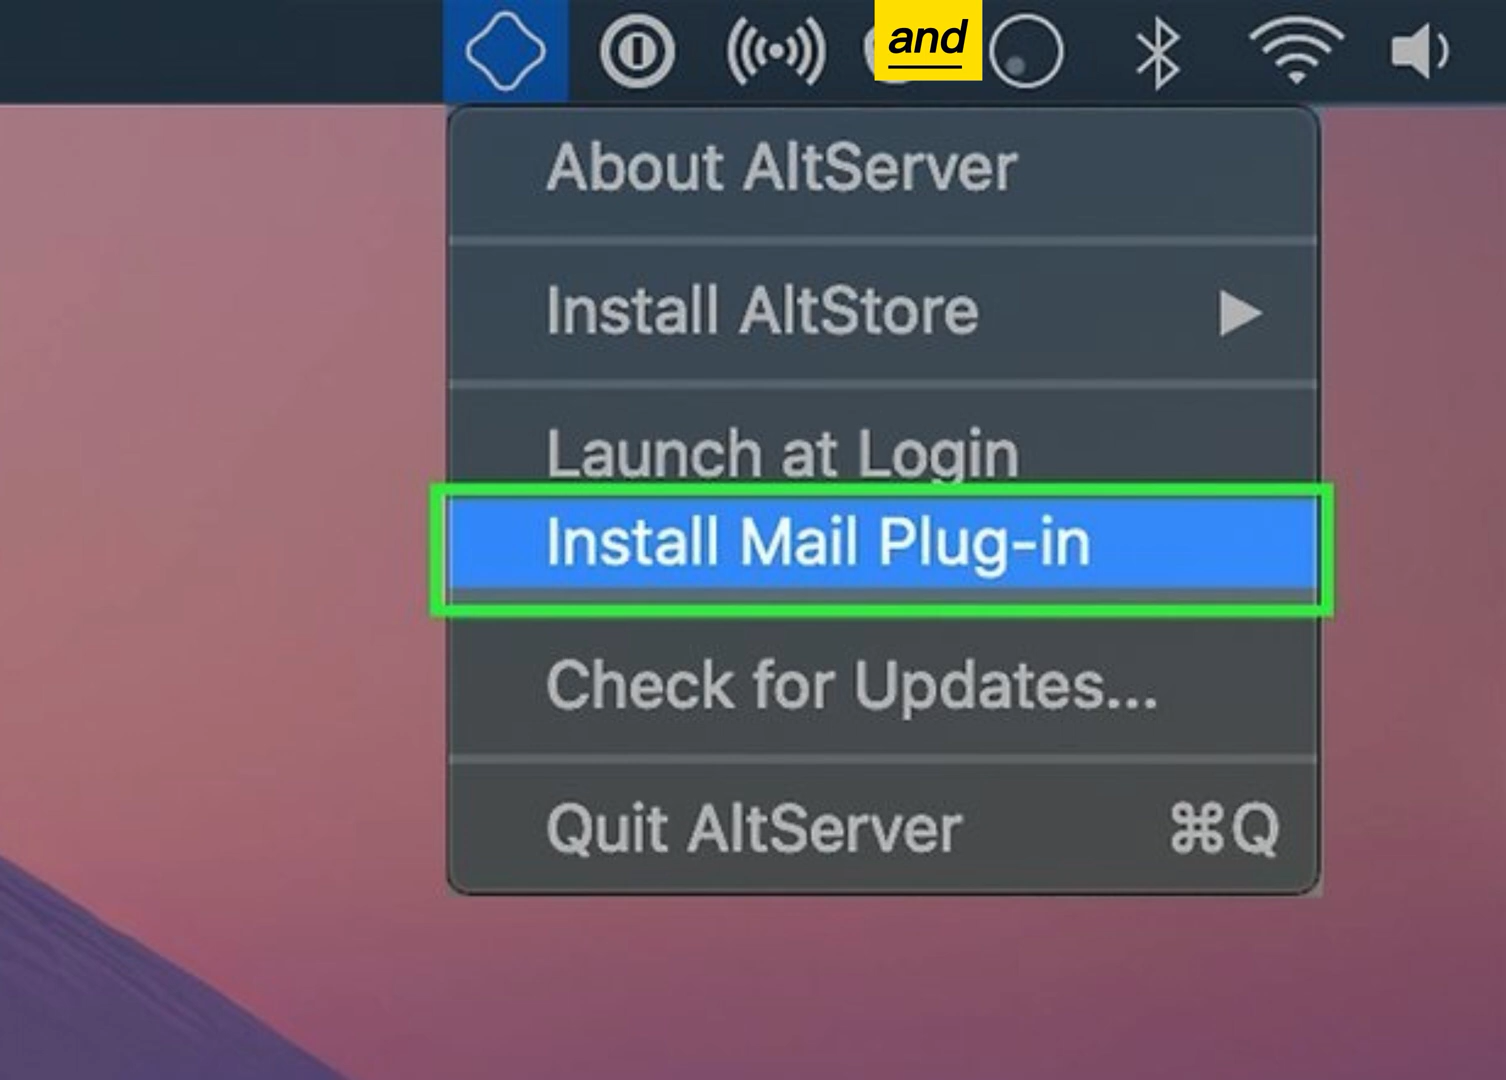 and
About AltServer
Install AltStore
Launch at Login
Install Mail Plug-in
Check for Updates...
Quit AltServer ⌘Q